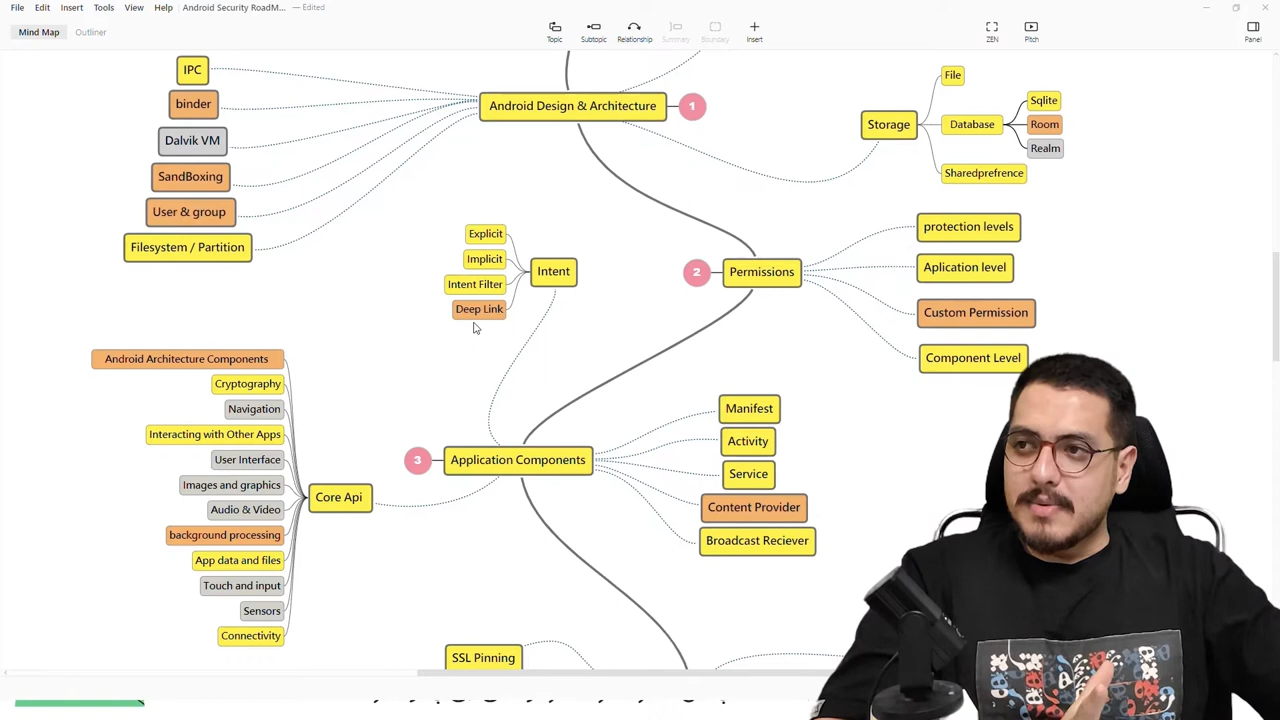 File Edit Insert Tools View Help Android Security RoadM... — Edited
Mind Map Outliner
Topic Subtopic Relationship Summary Boundary Insert ZEN Pitch Panel
IPC
binder
Dalvik VM
SandBoxing
User & group
Filesystem / Partition
Android Design & Architecture 1
Storage
File
Database
Sqlite
Room
Realm
Sharedprefrence
Explicit
Implicit
Intent Filter
Deep Link
Intent
2 Permissions
protection levels
Aplication level
Custom Permission
Component Level
Android Architecture Components
Cryptography
Navigation
Interacting with Other Apps
User Interface
Images and graphics
Audio & Video
background processing
App data and files
Touch and input
Sensors
Connectivity
Core Api
3 Application Components
Manifest
Activity
Service
Content Provider
Broadcast Reciever
SSL Pinning